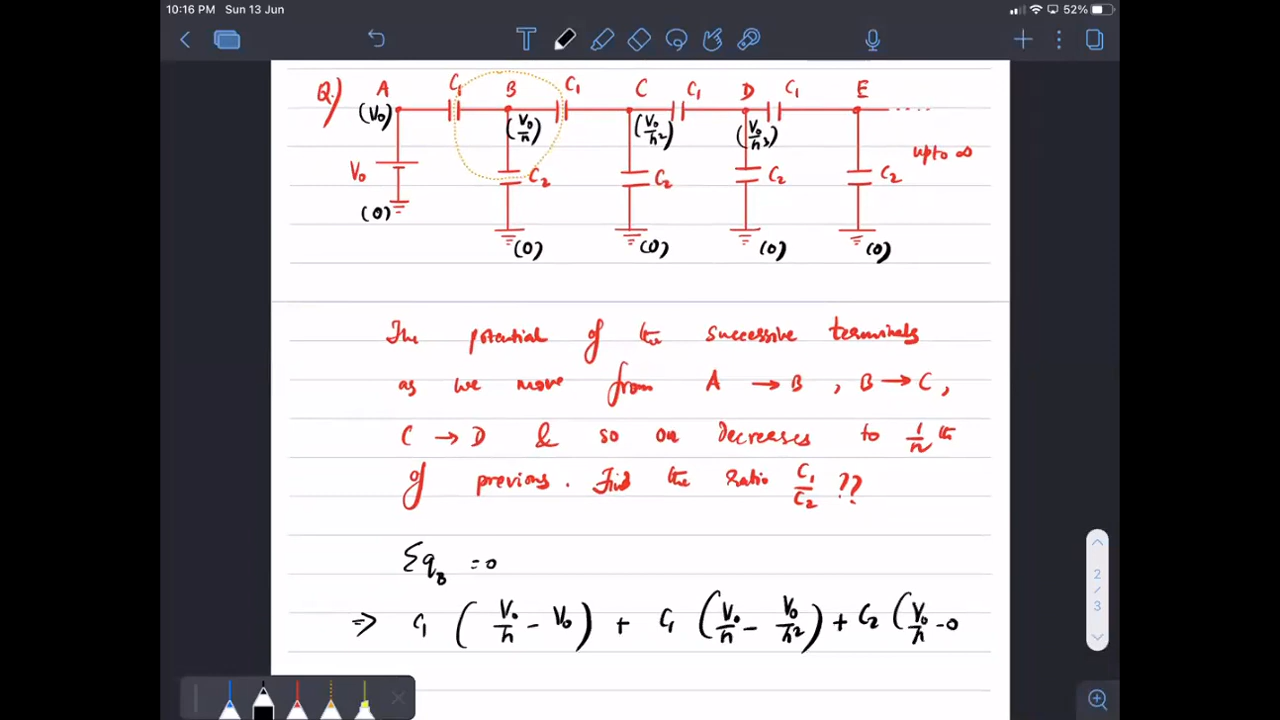 10:16 PM Sun 13 Jun 52%
T
Q.) A C₁ B C₁ C C₁ D C₁ E
(V₀) (V₀/n) (V₀/n²) (V₀/n³)
V₀ C₂ C₂ C₂ C₂ upto ∞
(0) (0) (0) (0) (0)
The potential of the successive terminals
as we move from A → B , B → C ,
C → D & so on decreases to 1/n th
of previous . Find the ratio C₁/C₂ ??
Σq_B = 0
⇒ C₁ (V₀/n - V₀) + C₁ (V₀/n - V₀/n²) + C₂ (V₀/n - 0
2
/
3